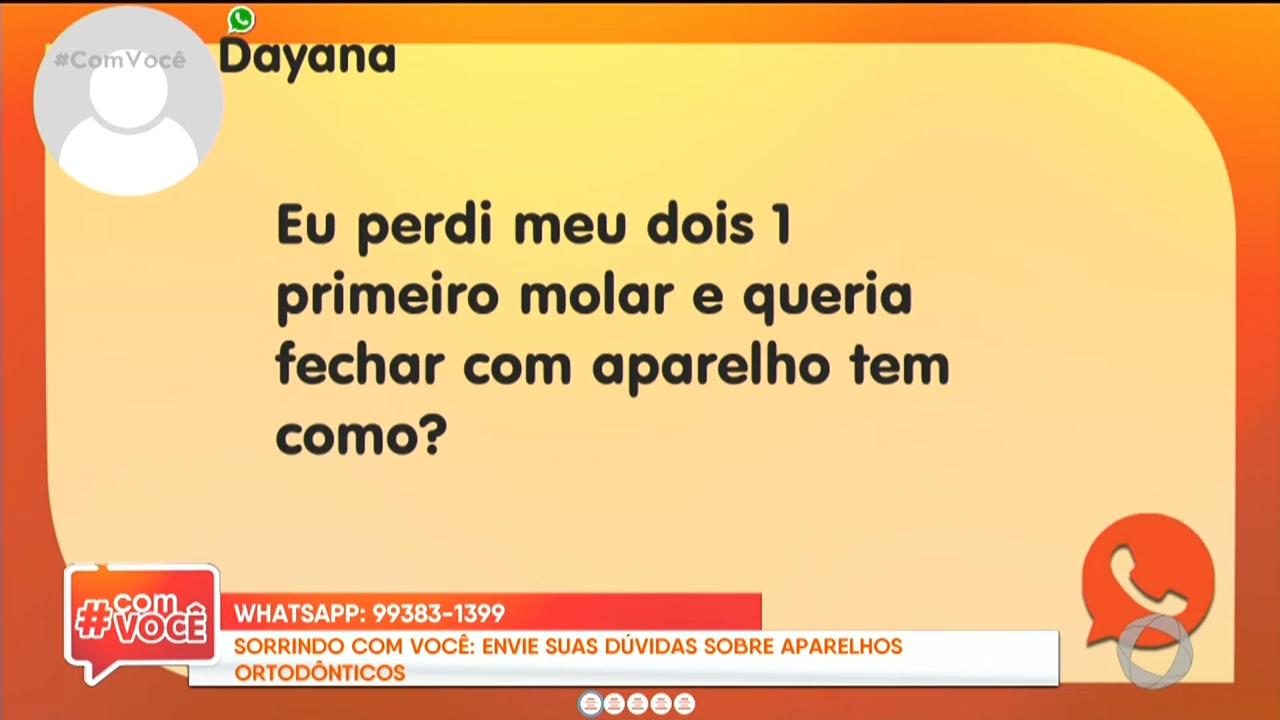 #ComVocê
Dayana
Eu perdi meu dois 1
primeiro molar e queria
fechar com aparelho tem
como?
#COM
VOCÊ
WHATSAPP: 99383-1399
SORRINDO COM VOCÊ: ENVIE SUAS DÚVIDAS SOBRE APARELHOS
ORTODÔNTICOS